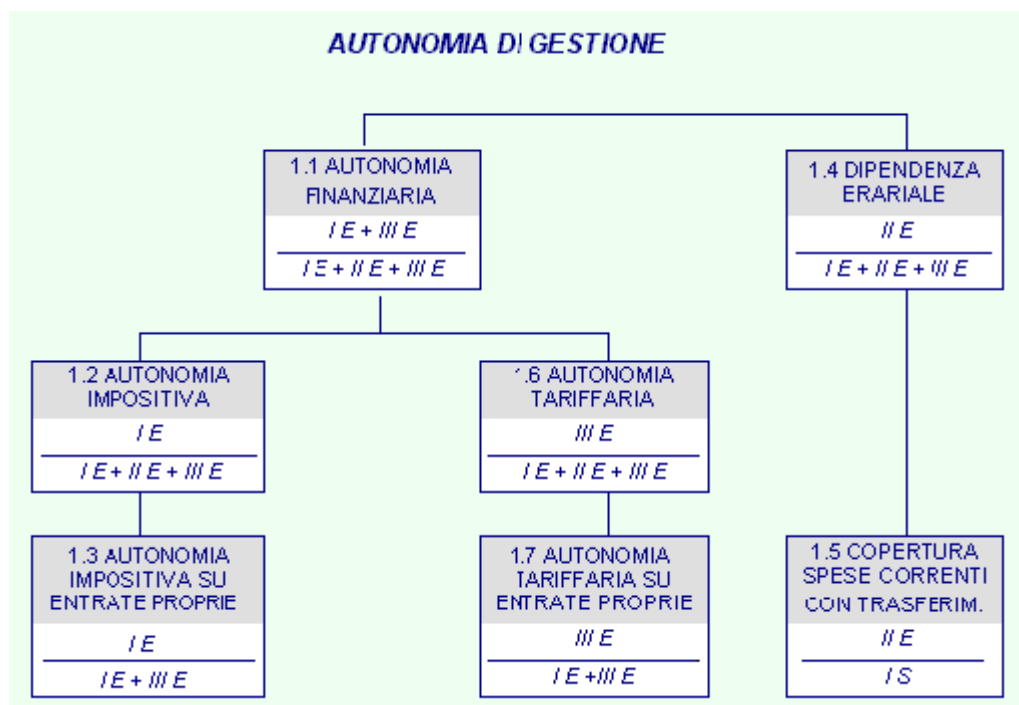 AUTONOMIA DI GESTIONE
1.1 AUTONOMIA
FINANZIARIA
I E + III E
I E + II E + III E
1.4 DIPENDENZA
ERARIALE
II E
I E + II E + III E
1.2 AUTONOMIA
IMPOSITIVA
I E
I E + II E + III E
1.6 AUTONOMIA
TARIFFARIA
III E
I E + II E + III E
1.3 AUTONOMIA
IMPOSITIVA SU
ENTRATE PROPRIE
I E
I E + III E
1.7 AUTONOMIA
TARIFFARIA SU
ENTRATE PROPRIE
III E
I E +III E
1.5 COPERTURA
SPESE CORRENTI
CON TRASFERIM.
II E
I S